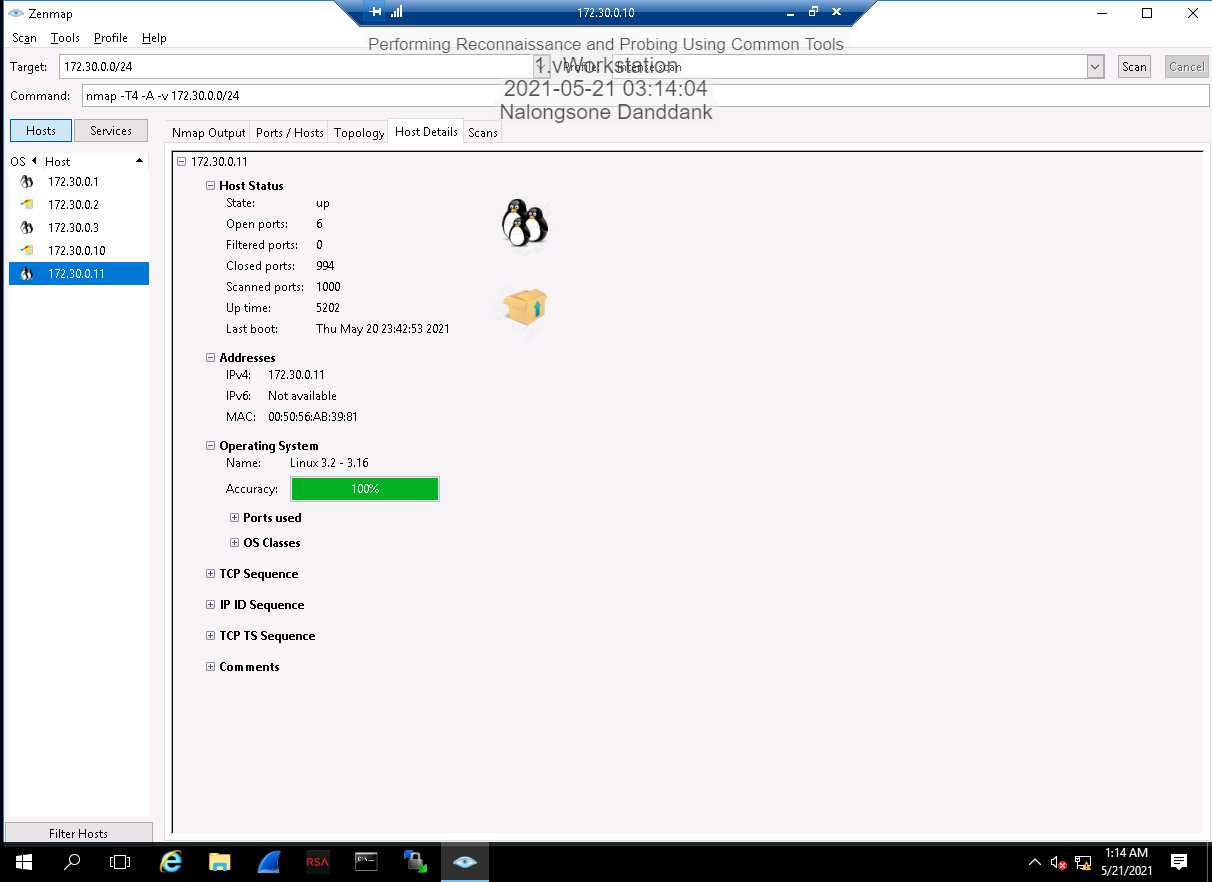 Zenmap
172.30.0.10
Scan Tools Profile Help
Performing Reconnaissance and Probing Using Common Tools
Target: 172.30.0.0/24 Profile: Intense scan Scan Cancel
1. vWorkstation
2021-05-21 03:14:04
Command: nmap -T4 -A -v 172.30.0.0/24
Nalongsone Danddank
Hosts Services
Nmap Output Ports / Hosts Topology Host Details Scans
OS Host
172.30.0.1
172.30.0.2
172.30.0.3
172.30.0.10
172.30.0.11
172.30.0.11
Host Status
State: up
Open ports: 6
Filtered ports: 0
Closed ports: 994
Scanned ports: 1000
Up time: 5202
Last boot: Thu May 20 23:42:53 2021
Addresses
IPv4: 172.30.0.11
IPv6: Not available
MAC: 00:50:56:AB:39:81
Operating System
Name: Linux 3.2 - 3.16
Accuracy: 100%
Ports used
OS Classes
TCP Sequence
IP ID Sequence
TCP TS Sequence
Comments
Filter Hosts
RSA
1:14 AM
5/21/2021